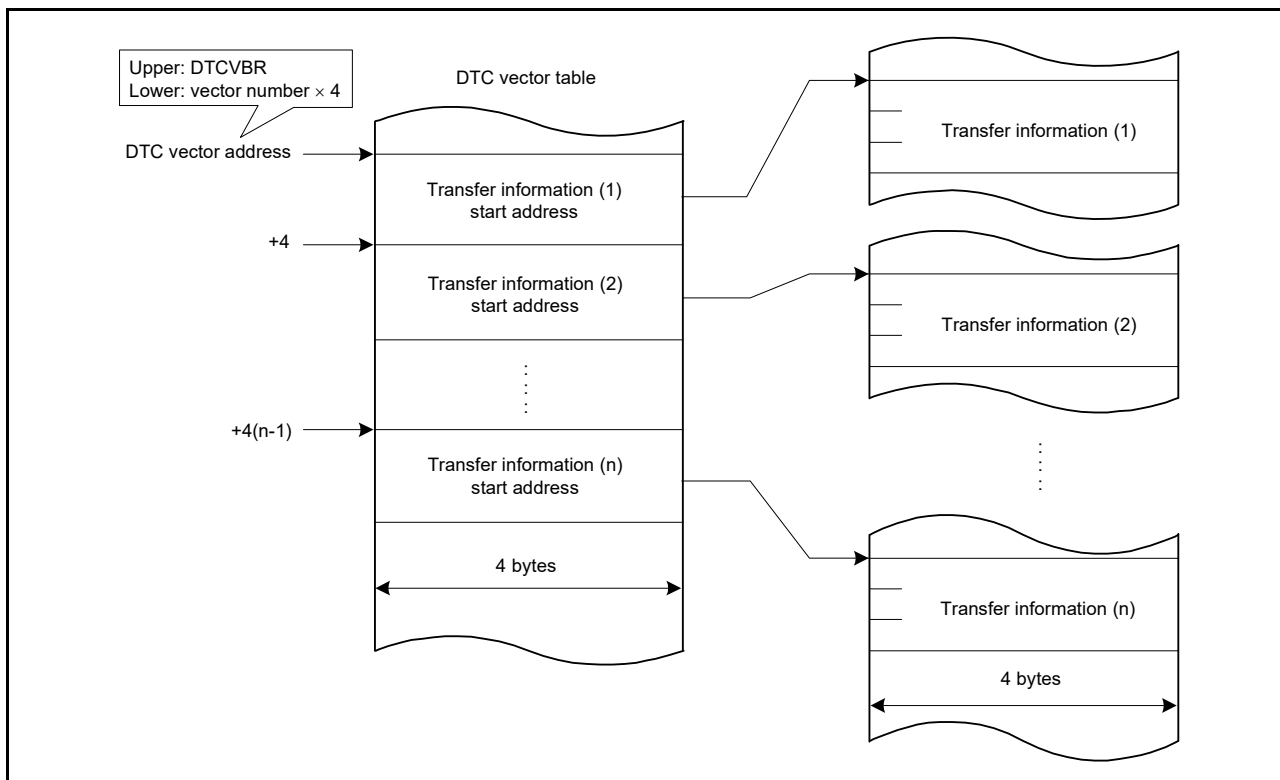 Upper: DTCVBR
Lower: vector number × 4
DTC vector table
DTC vector address
Transfer information (1)
start address
+4
Transfer information (2)
start address
+4(n-1)
Transfer information (n)
start address
4 bytes
Transfer information (1)
Transfer information (2)
Transfer information (n)
4 bytes